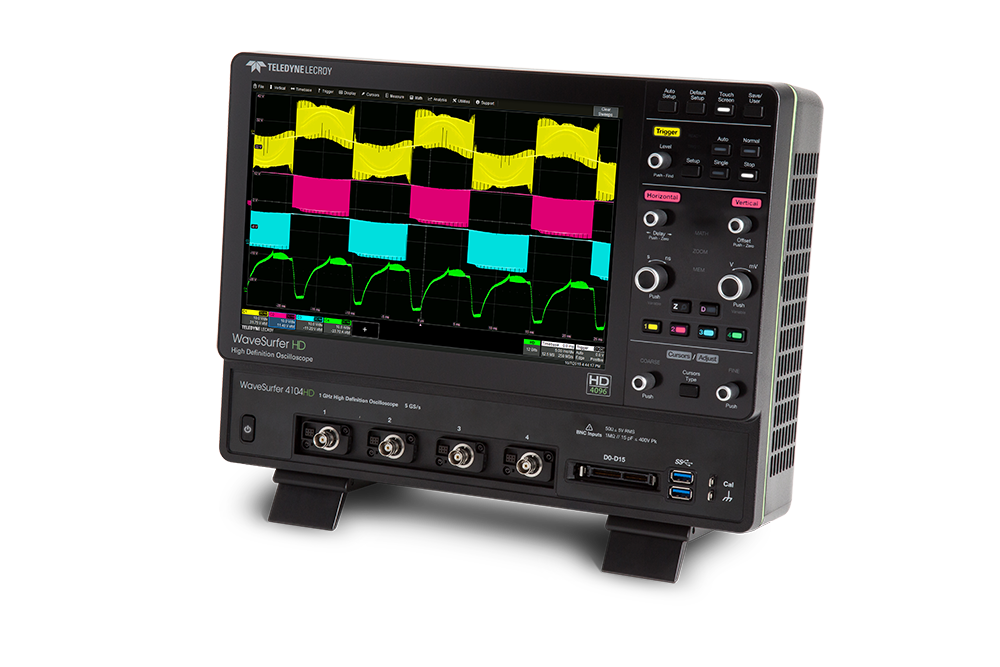 TELEDYNE LECROY
File Vertical Timebase Trigger Display Cursors Measure Math Analysis Utilities Support
Clear
Sweeps
TELEDYNE LECROY
WaveSurfer HD
High Definition Oscilloscope
HD
4096
Auto
Setup
Default
Setup
Touch
Screen
Save/
User
Trigger
Level
Push - Find
Setup
Auto
Normal
Single
Stop
Horizontal
Vertical
← Delay →
Push - Zero
Offset
Push - Zero
ZOOM
MEM
s ns
V mV
Push
Push
Z
D
1 2 3 4
Cursors / Adjust
COARSE
FINE
Cursors
Type
Push
Push
WaveSurfer 4104HD 1 GHz High Definition Oscilloscope 5 GS/s
1 2 3 4
BNC Inputs
50Ω ≤ 5V RMS
1MΩ // 15 pF ≤ 400V Pk
D0-D15
SS
Cal